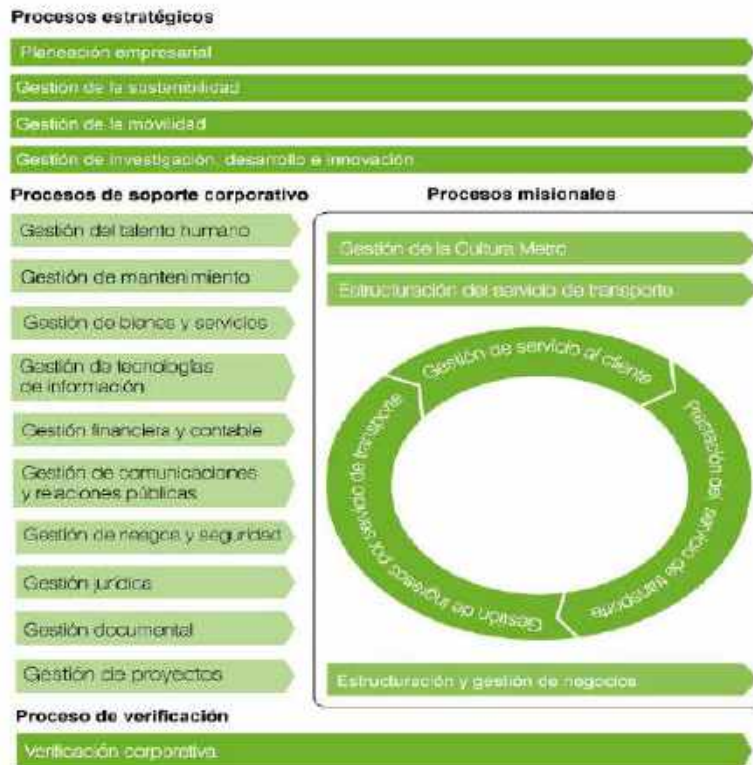 Procesos estratégicos
Planeación empresarial
Gestión de la sostenibilidad
Gestión de la movilidad
Gestión de investigación, desarrollo e innovación
Procesos de soporte corporativo
Gestión del talento humano
Gestión de mantenimiento
Gestión de bienes y servicios
Gestión de tecnologías
de información
Gestión financiera y contable
Gestión de comunicaciones
y relaciones públicas
Gestión de riesgos y seguridad
Gestión jurídica
Gestión documental
Gestión de proyectos
Procesos misionales
Gestión de la Cultura Metro
Estructuración del servicio de transporte
Gestión de servicio al cliente
Prestación del servicio de transporte
Gestión de ingresos por servicio de transporte
Estructuración y gestión de negocios
Proceso de verificación
Verificación corporativa